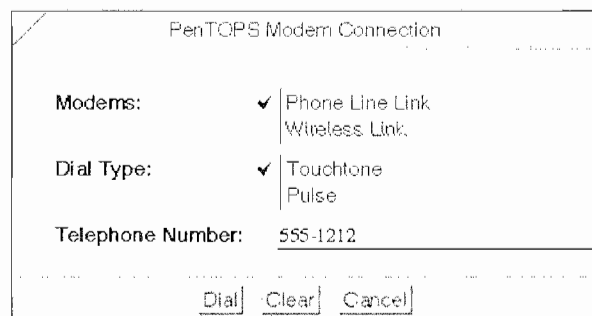 PenTOPS Modem Connection
Modems: ✔ Phone Line Link
Wireless Link
Dial Type: ✔ Touchtone
Pulse
Telephone Number: 555-1212
Dial Clear Cancel